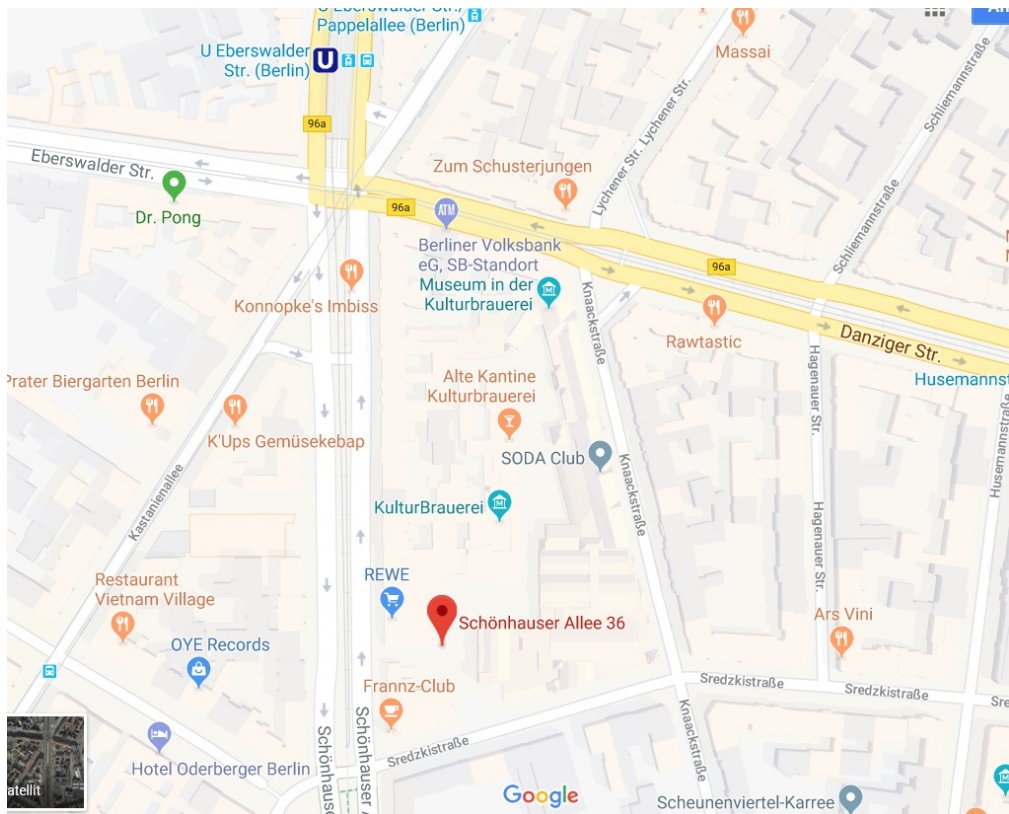 U Eberswalder Str./
Pappelallee (Berlin)
U Eberswalder
Str. (Berlin)
U
Massai
96a
Eberswalder Str.
Dr. Pong
Zum Schusterjungen
Lychener Str.
Lychener Str.
Schliemannstraße
Schliemannstraße
96a
ATM
Berliner Volksbank
eG, SB-Standort
Museum in der
Kulturbrauerei
96a
Konnopke's Imbiss
Knaackstraße
Rawtastic
Danziger Str.
Hagenauer Str.
Prater Biergarten Berlin
Alte Kantine
Kulturbrauerei
K'Ups Gemüsekebap
SODA Club
Knaackstraße
Husemannstraße
Kastanienallee
KulturBrauerei
Hagenauer Str.
Restaurant
Vietnam Village
REWE
Schönhauser Allee 36
Ars Vini
OYE Records
Frannz-Club
Sredzkistraße
Sredzkistraße
Knaackstraße
Sredzkistraße
Hotel Oderberger Berlin
Schönhause
Schönhauser A
atellit
Google
Scheunenviertel-Karree